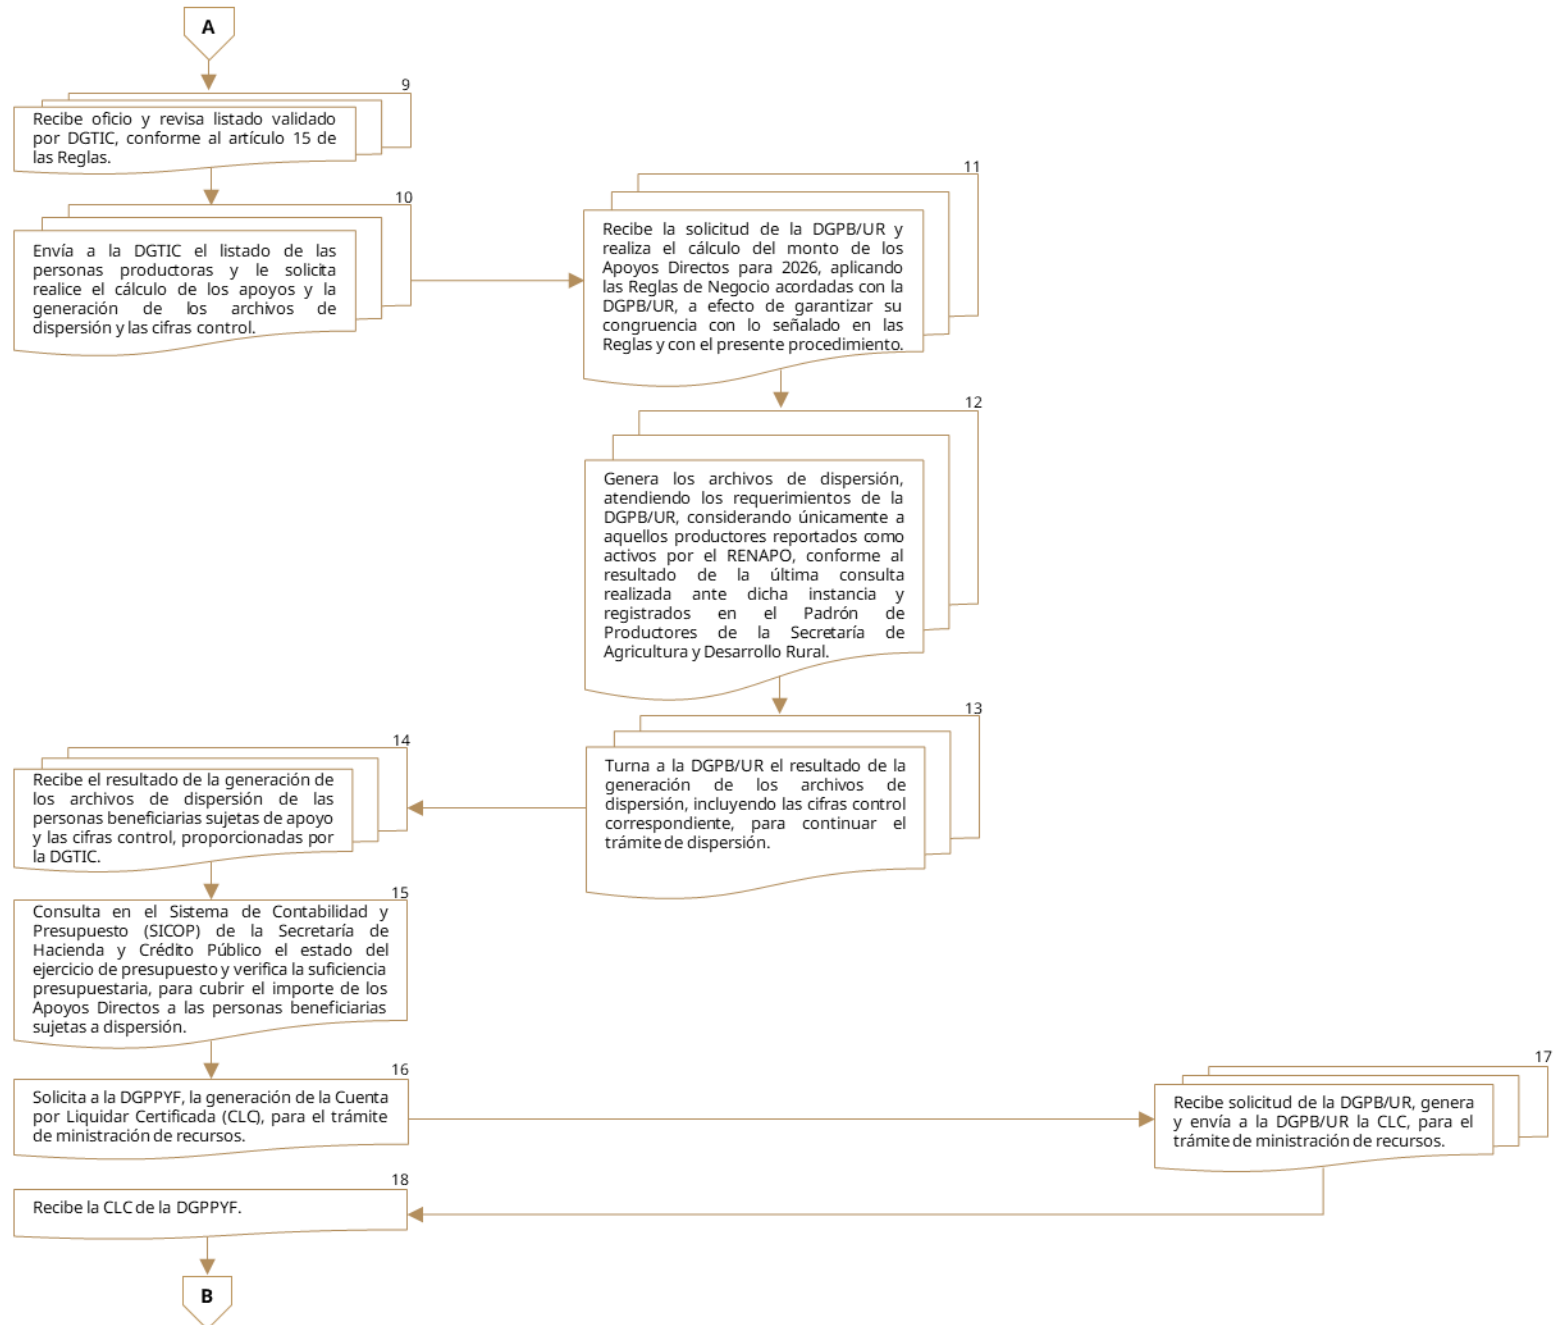 A
9
Recibe oficio y revisa listado validado
por DGTIC, conforme al artículo 15 de
las Reglas.
10
Envía a la DGTIC el listado de las
personas productoras y le solicita
realice el cálculo de los apoyos y la
generación de los archivos de
dispersión y las cifras control.
11
Recibe la solicitud de la DGPB/UR y
realiza el cálculo del monto de los
Apoyos Directos para 2026, aplicando
las Reglas de Negocio acordadas con la
DGPB/UR, a efecto de garantizar su
congruencia con lo señalado en las
Reglas y con el presente procedimiento.
12
Genera los archivos de dispersión,
atendiendo los requerimientos de la
DGPB/UR, considerando únicamente a
aquellos productores reportados como
activos por el RENAPO, conforme al
resultado de la última consulta
realizada ante dicha instancia y
registrados en el Padrón de
Productores de la Secretaría de
Agricultura y Desarrollo Rural.
13
Turna a la DGPB/UR el resultado de la
generación de los archivos de
dispersión, incluyendo las cifras control
correspondiente, para continuar el
trámite de dispersión.
14
Recibe el resultado de la generación de
los archivos de dispersión de las
personas beneficiarias sujetas de apoyo
y las cifras control, proporcionadas por
la DGTIC.
15
Consulta en el Sistema de Contabilidad y
Presupuesto (SICOP) de la Secretaría de
Hacienda y Crédito Público el estado del
ejercicio de presupuesto y verifica la suficiencia
presupuestaria, para cubrir el importe de los
Apoyos Directos a las personas beneficiarias
sujetas a dispersión.
16
Solicita a la DGPPYF, la generación de la Cuenta
por Liquidar Certificada (CLC), para el trámite
de ministración de recursos.
17
Recibe solicitud de la DGPB/UR, genera
y envía a la DGPB/UR la CLC, para el
trámite de ministración de recursos.
18
Recibe la CLC de la DGPPYF.
B